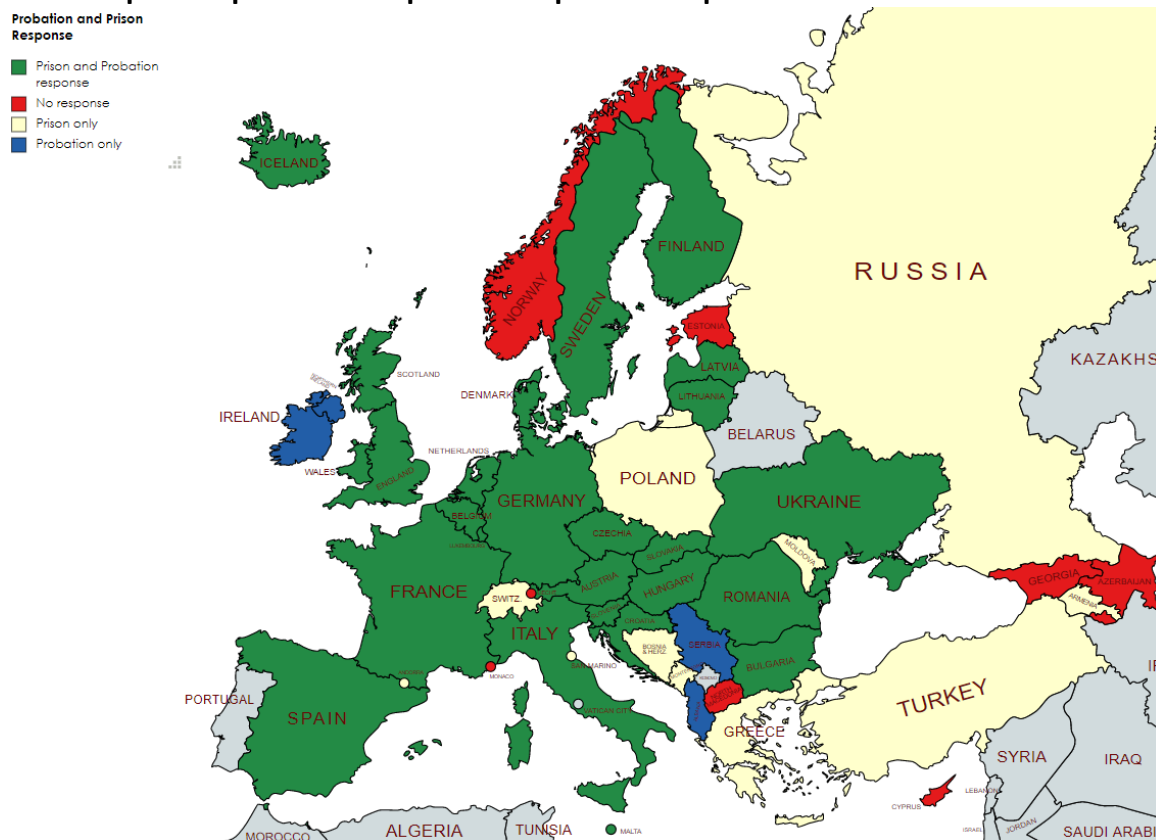 Probation and Prison
Response
Prison and Probation
response
No response
Prison only
Probation only
ICELAND
FINLAND
RUSSIA
NORWAY
SWEDEN
ESTONIA
KAZAKHS
LATVIA
SCOTLAND
DENMARK
LITHUANIA
IRELAND
BELARUS
NETHERLANDS
WALES
ENGLAND
POLAND
GERMANY
UKRAINE
BELGIUM
CZECHIA
LUXEMBOURG
SLOVAKIA
MOLDOVA
AUSTRIA
HUNGARY
FRANCE
SWITZ.
ROMANIA
GEORGIA
AZERBAIJAN
ARMENIA
SLOVENIA
CROATIA
ITALY
BOSNIA
& HERZ.
SERBIA
SAN MARINO
BULGARIA
MONACO
PORTUGAL
SPAIN
VATICAN CITY
TURKEY
GREECE
SYRIA
IRAQ
LEBANON
CYPRUS
MOROCCO
ALGERIA
TUNISIA
MALTA
ISRAEL
JORDAN
SAUDI ARABI